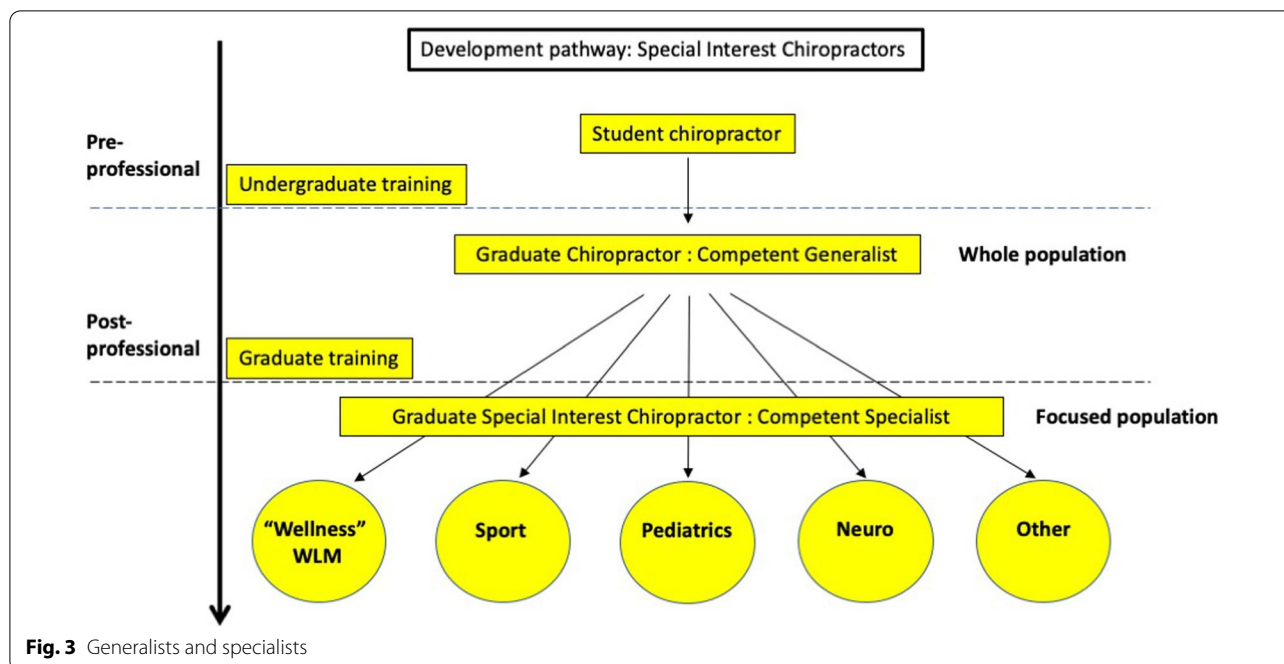 Development pathway: Special Interest Chiropractors
Student chiropractor
Pre-
professional
Undergraduate training
Graduate Chiropractor : Competent Generalist
Whole population
Post-
professional
Graduate training
Graduate Special Interest Chiropractor : Competent Specialist
Focused population
“Wellness”
WLM
Sport
Pediatrics
Neuro
Other
Fig. 3 Generalists and specialists